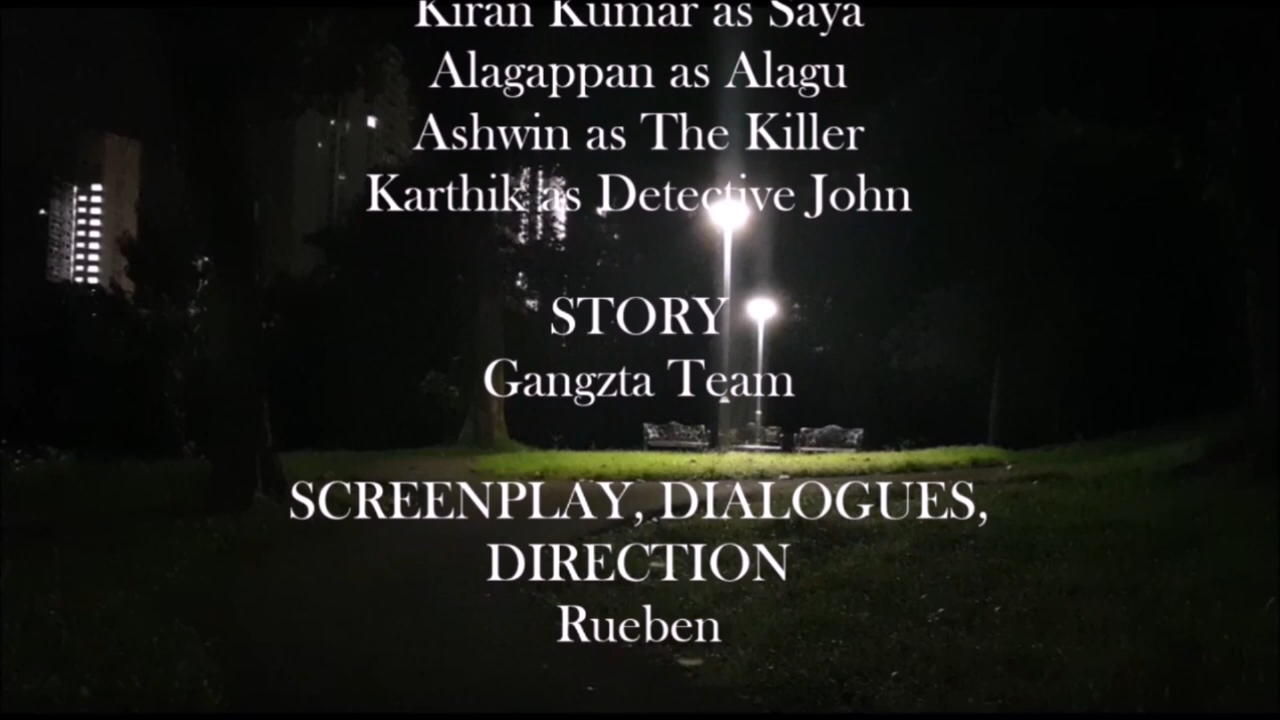 Kiran Kumar as Saya
Alagappan as Alagu
Ashwin as The Killer
Karthik as Detective John
STORY
Gangzta Team
SCREENPLAY, DIALOGUES,
DIRECTION
Rueben